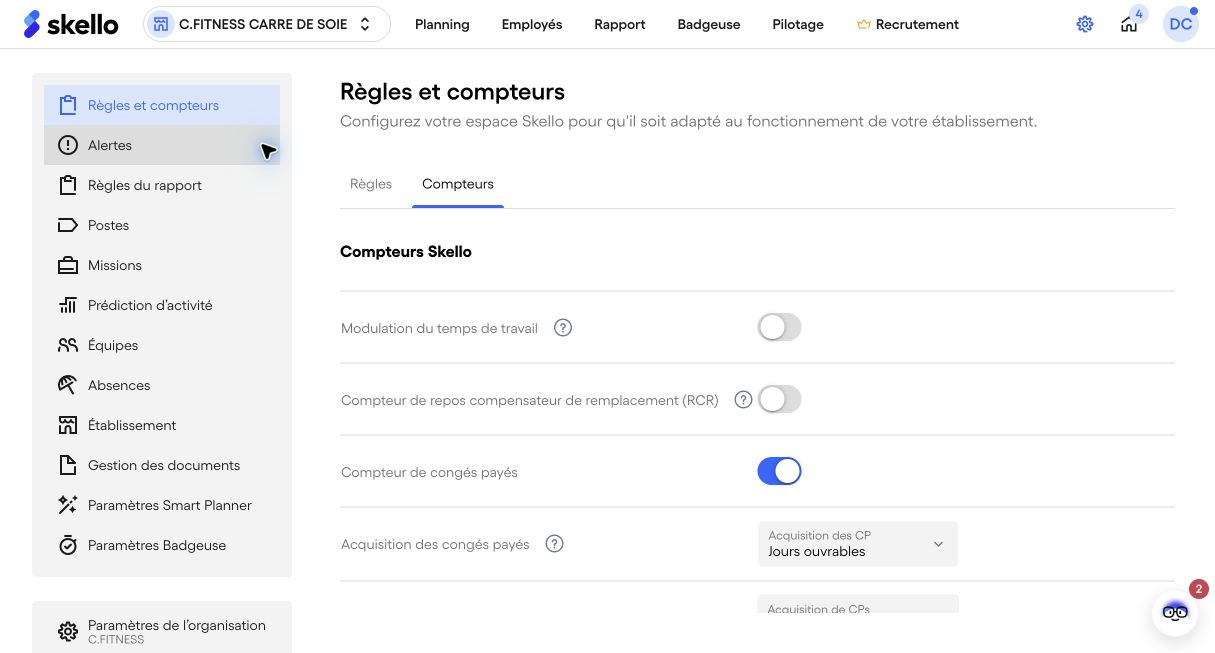 skello
C.FITNESS CARRE DE SOIE
Planning
Employés
Rapport
Badgeuse
Pilotage
Recrutement
4
DC
Règles et compteurs
Alertes
Règles du rapport
Postes
Missions
Prédiction d’activité
Équipes
Absences
Établissement
Gestion des documents
Paramètres Smart Planner
Paramètres Badgeuse
Paramètres de l’organisation
C.FITNESS
Règles et compteurs
Configurez votre espace Skello pour qu'il soit adapté au fonctionnement de votre établissement.
Règles
Compteurs
Compteurs Skello
Modulation du temps de travail ?
Compteur de repos compensateur de remplacement (RCR) ?
Compteur de congés payés
Acquisition des congés payés ?
Acquisition des CP
Jours ouvrables
Acquisition de CPs
2